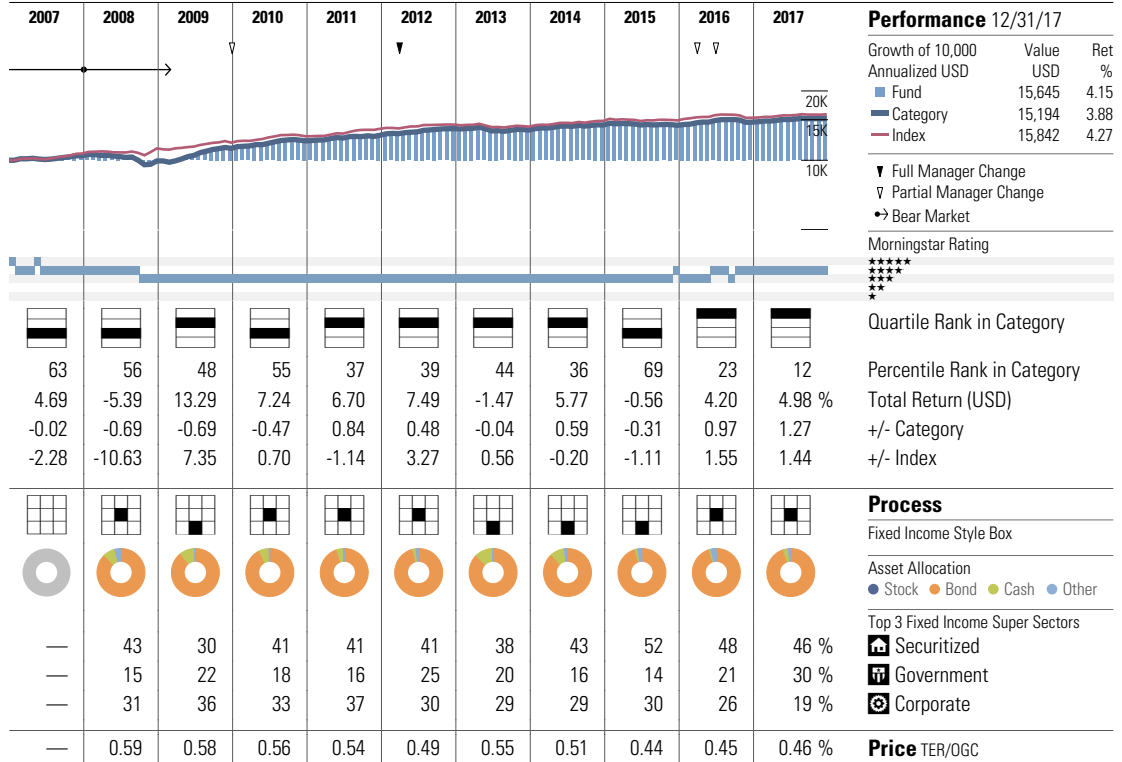 2007 2008 2009 2010 2011 2012 2013 2014 2015 2016 2017
Performance 12/31/17
Growth of 10,000 Value Ret
Annualized USD USD %
Fund 15,645 4.15
Category 15,194 3.88
Index 15,842 4.27
20K
15K
10K
Full Manager Change
Partial Manager Change
Bear Market
Morningstar Rating
★★★★★
★★★★
★★★
★★
★
Quartile Rank in Category
63 56 48 55 37 39 44 36 69 23 12 Percentile Rank in Category
4.69 -5.39 13.29 7.24 6.70 7.49 -1.47 5.77 -0.56 4.20 4.98 % Total Return (USD)
-0.02 -0.69 -0.69 -0.47 0.84 0.48 -0.04 0.59 -0.31 0.97 1.27 +/- Category
-2.28 -10.63 7.35 0.70 -1.14 3.27 0.56 -0.20 -1.11 1.55 1.44 +/- Index
Process
Fixed Income Style Box
Asset Allocation
Stock Bond Cash Other
Top 3 Fixed Income Super Sectors
— 43 30 41 41 41 38 43 52 48 46 % Securitized
— 15 22 18 16 25 20 16 14 21 30 % Government
— 31 36 33 37 30 29 29 30 26 19 % Corporate
— 0.59 0.58 0.56 0.54 0.49 0.55 0.51 0.44 0.45 0.46 % Price TER/OGC